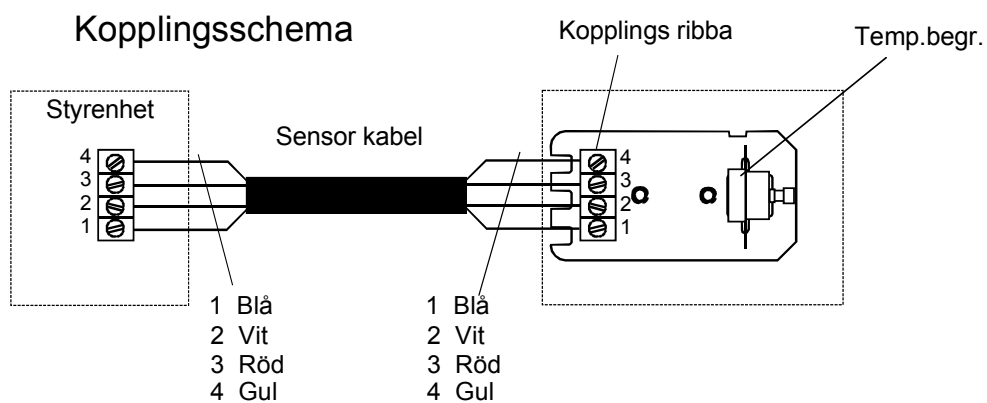 Kopplingsschema
Kopplings ribba
Temp.begr.
Styrenhet
Sensor kabel
4
3
2
1
4
3
2
1
1 Blå
2 Vit
3 Röd
4 Gul
1 Blå
2 Vit
3 Röd
4 Gul